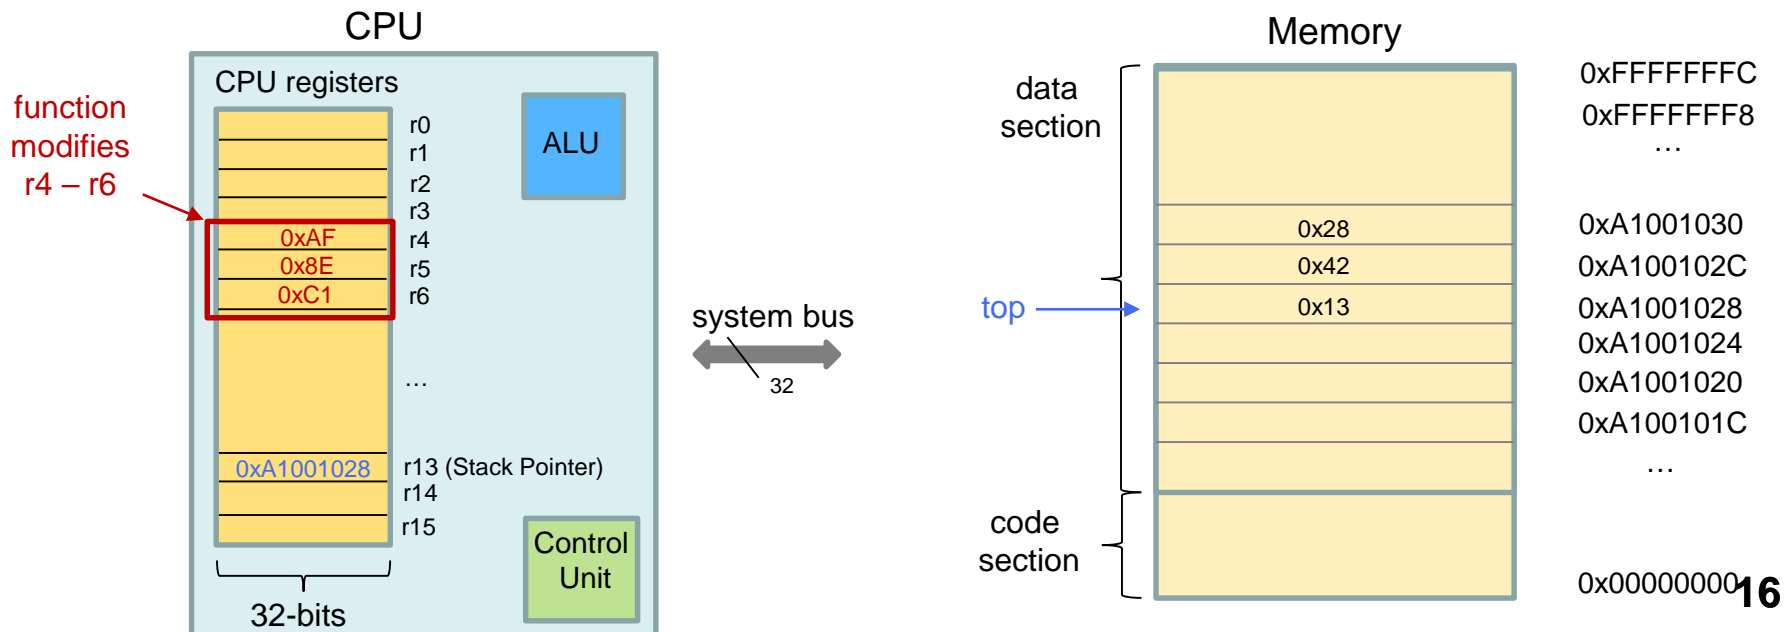 CPU
CPU registers
function
modifies
r4 – r6
r0
r1
r2
r3
0xAF
r4
0x8E
r5
0xC1
r6
…
0xA1001028
r13 (Stack Pointer)
r14
r15
32-bits
ALU
Control
Unit
system bus
32
Memory
data
section
top
code
section
0x28
0x42
0x13
0xFFFFFFFC
0xFFFFFFF8
…
0xA1001030
0xA100102C
0xA1001028
0xA1001024
0xA1001020
0xA100101C
…
0x00000000
16